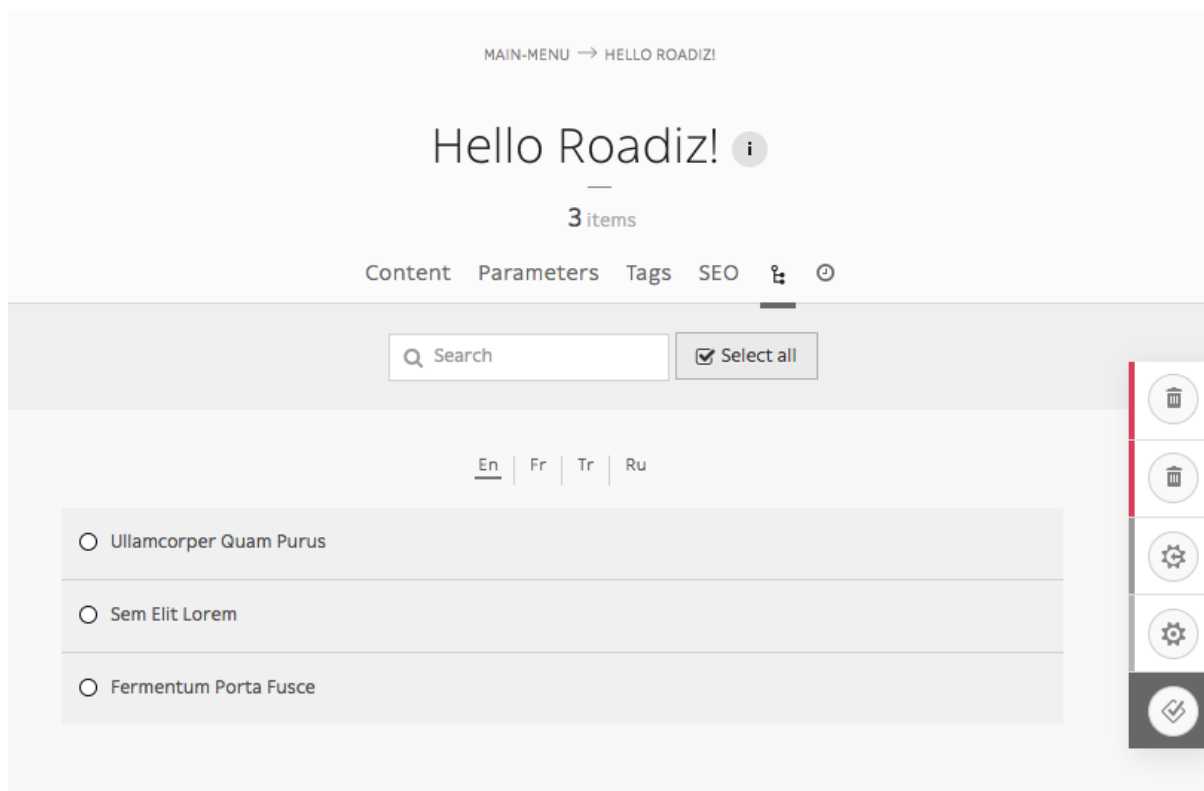 MAIN-MENU → HELLO ROADIZ!
Hello Roadiz! i
3 items
Content Parameters Tags SEO
Search Select all
En Fr Tr Ru
Ullamcorper Quam Purus
Sem Elit Lorem
Fermentum Porta Fusce